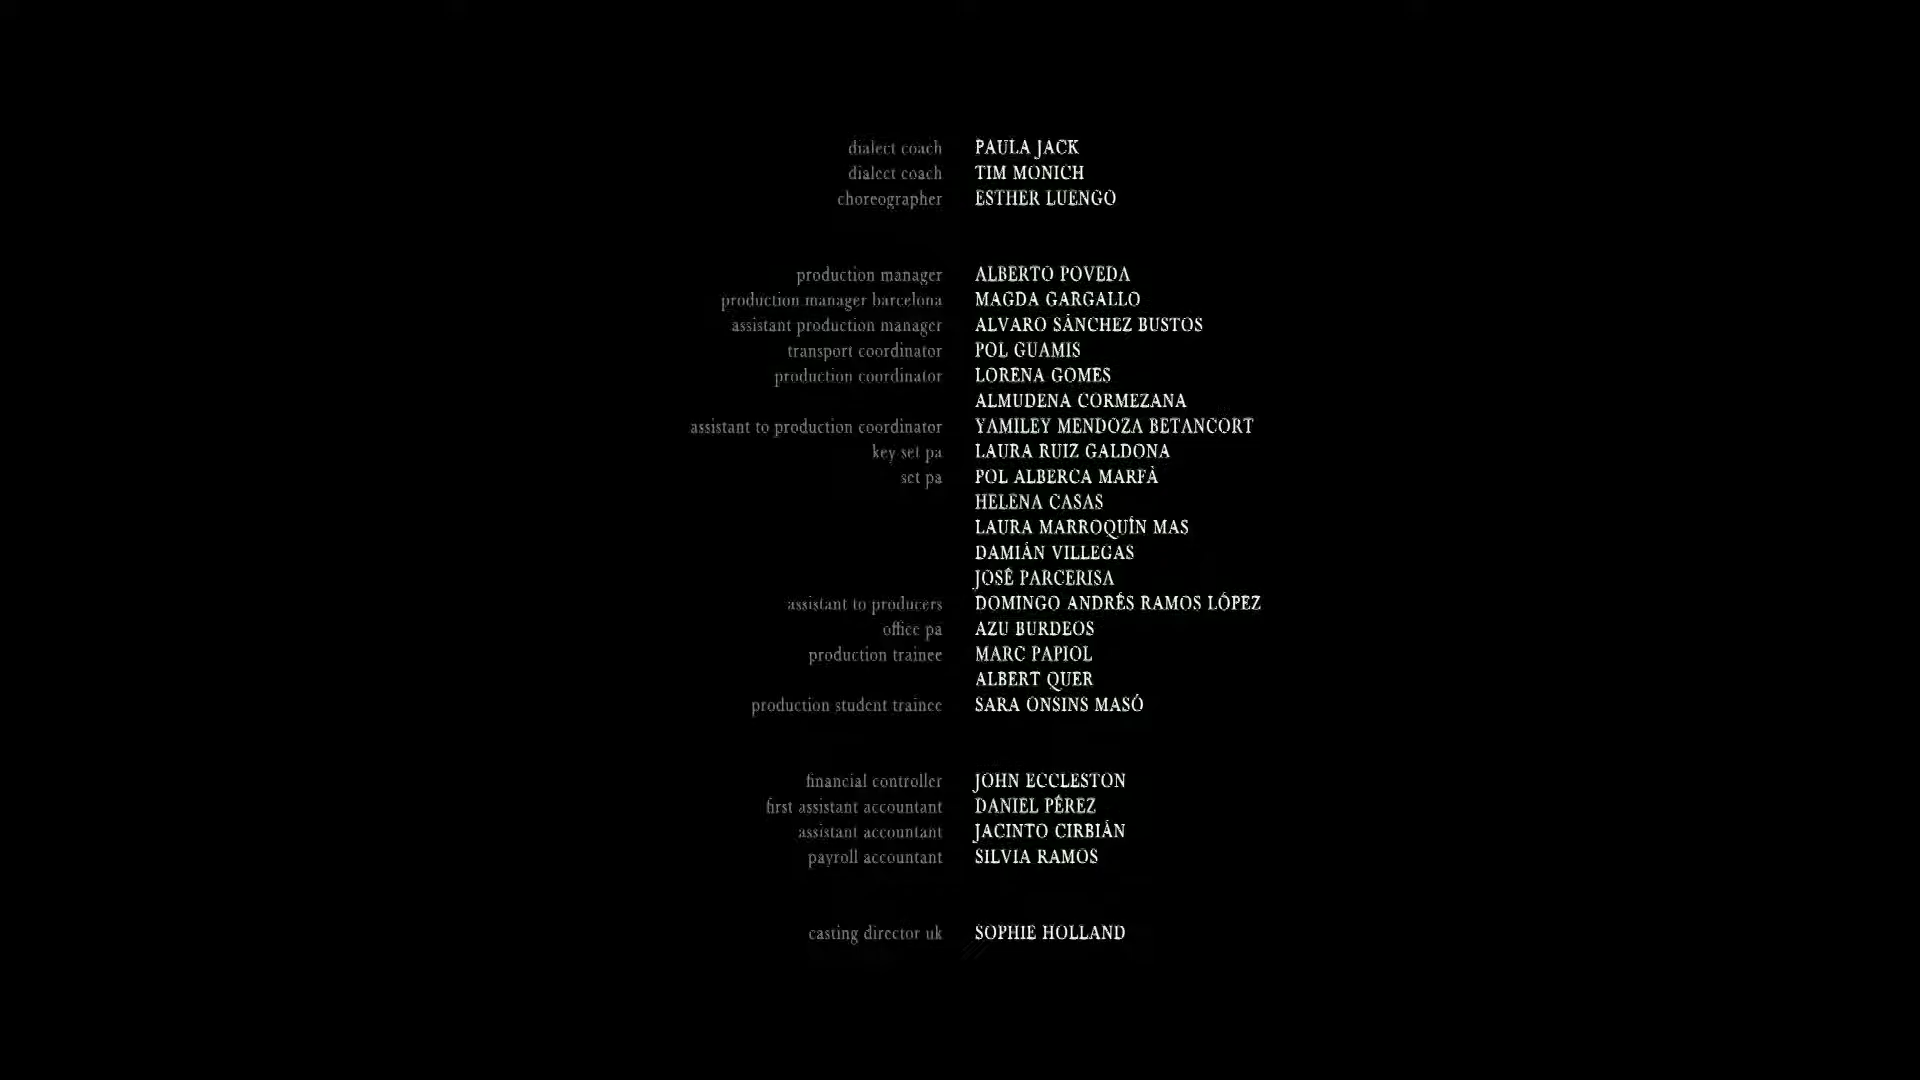 dialect coach PAULA JACK
dialect coach TIM MONICH
choreographer ESTHER LUENGO
production manager ALBERTO POVEDA
production manager barcelona MAGDA GARGALLO
assistant production manager ALVARO SÁNCHEZ BUSTOS
transport coordinator POL GUAMIS
production coordinator LORENA GOMES
ALMUDENA CORMEZANA
assistant to production coordinator YAMILEY MENDOZA BETANCORT
key set pa LAURA RUIZ GALDONA
set pa POL ALBERCA MARFÀ
HELENA CASAS
LAURA MARROQUÍN MAS
DAMIÁN VILLEGAS
JOSÉ PARCERISA
assistant to producers DOMINGO ANDRÉS RAMOS LÓPEZ
office pa AZU BURDEOS
production trainee MARC PAPIOL
ALBERT QUER
production student trainee SARA ONSINS MASÓ
financial controller JOHN ECCLESTON
first assistant accountant DANIEL PÉREZ
assistant accountant JACINTO CIRBIÁN
payroll accountant SILVIA RAMOS
casting director uk SOPHIE HOLLAND